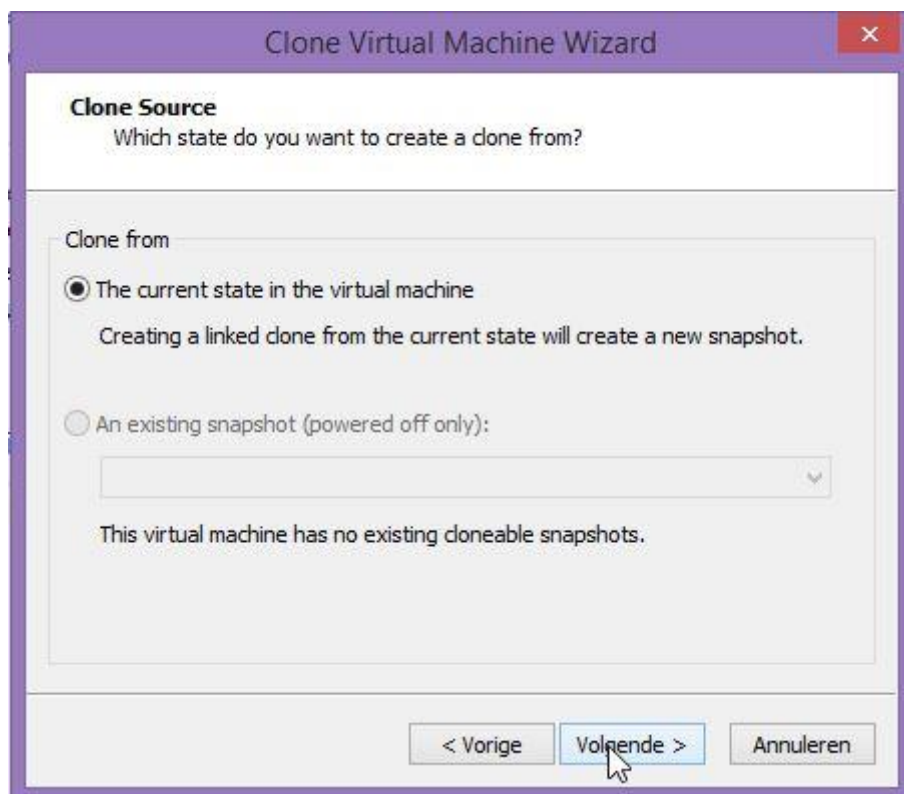 Clone Virtual Machine Wizard
Clone Source
Which state do you want to create a clone from?
Clone from
The current state in the virtual machine
Creating a linked clone from the current state will create a new snapshot.
An existing snapshot (powered off only):
This virtual machine has no existing cloneable snapshots.
< Vorige
Volgende >
Annuleren